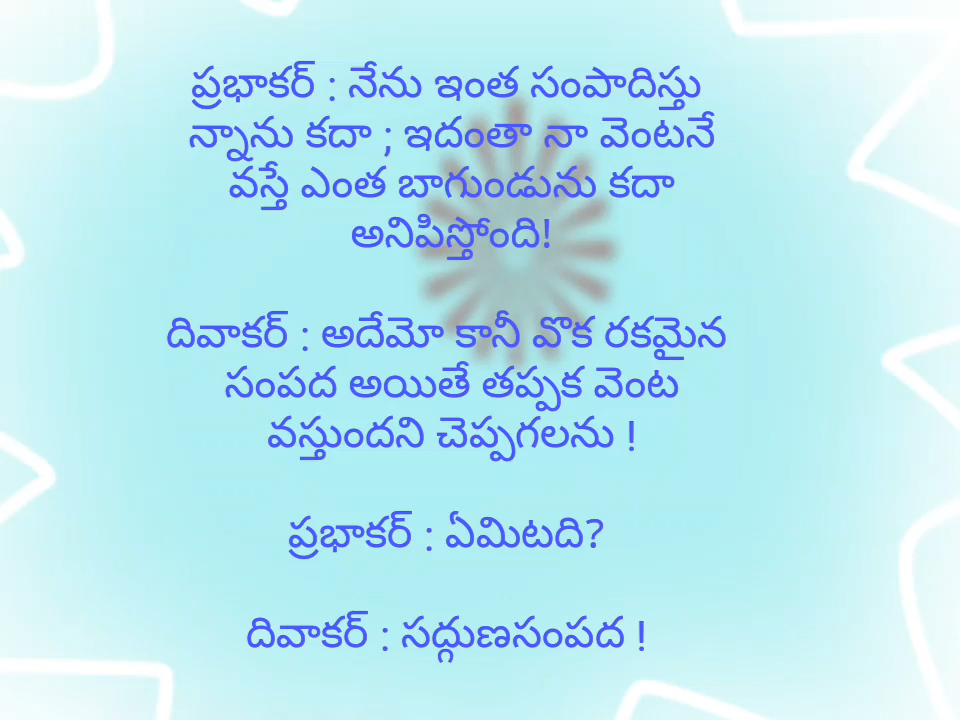 ప్రభాకర్ : నేను ఇంత సంపాదిస్తు
న్నాను కదా ; ఇదంతా నా వెంటనే
వస్తే ఎంత బాగుండును కదా
అనిపిస్తోంది!
దివాకర్ : అదేమో కానీ వొక రకమైన
సంపద అయితే తప్పక వెంట
వస్తుందని చెప్పగలను !
ప్రభాకర్ : ఏమిటది?
దివాకర్ : సద్గుణసంపద !